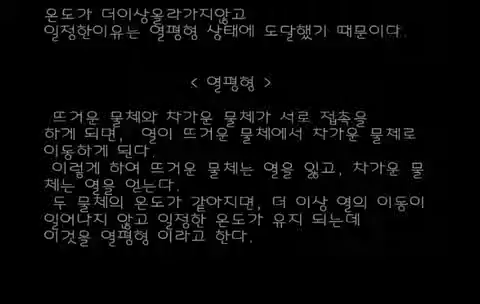 온도가 더이상올라가지않고
일정한이유는 열평형 상태에 도달했기 때문이다.
< 열평형 >
뜨거운 물체와 차가운 물체가 서로 접촉을
하게 되면, 열이 뜨거운 물체에서 차가운 물체로
이동하게 된다.
이렇게 하여 뜨거운 물체는 열을 잃고, 차가운 물
체는 열을 얻는다.
두 물체의 온도가 같아지면, 더 이상 열의 이동이
일어나지 않고 일정한 온도가 유지 되는데
이것을 열평형 이라고 한다.